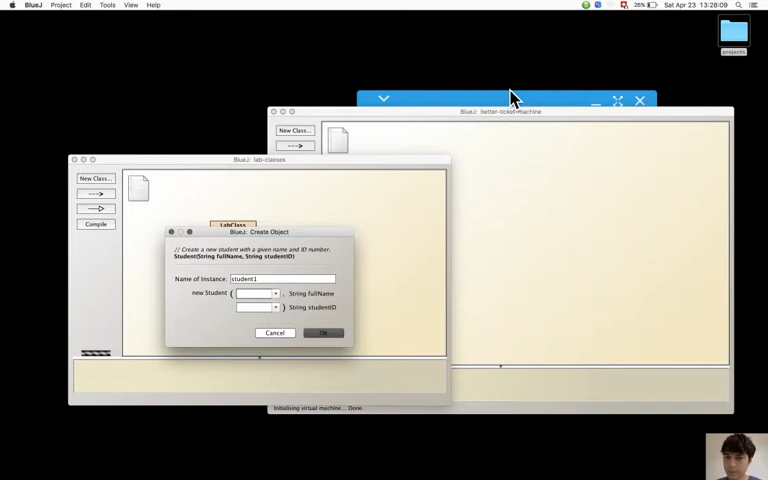 BlueJ Project Edit Tools View Help 26% Sat Apr 23 13:28:09
projects
BlueJ: better-ticket-machine
New Class...
--->
BlueJ: lab-classes
New Class...
--->
Compile
LabClass
BlueJ: Create Object
// Create a new student with a given name and ID number.
Student(String fullName, String studentID)
Name of Instance: student1
new Student ( , String fullName
) String studentID
Cancel Ok
Initialising virtual machine... Done.